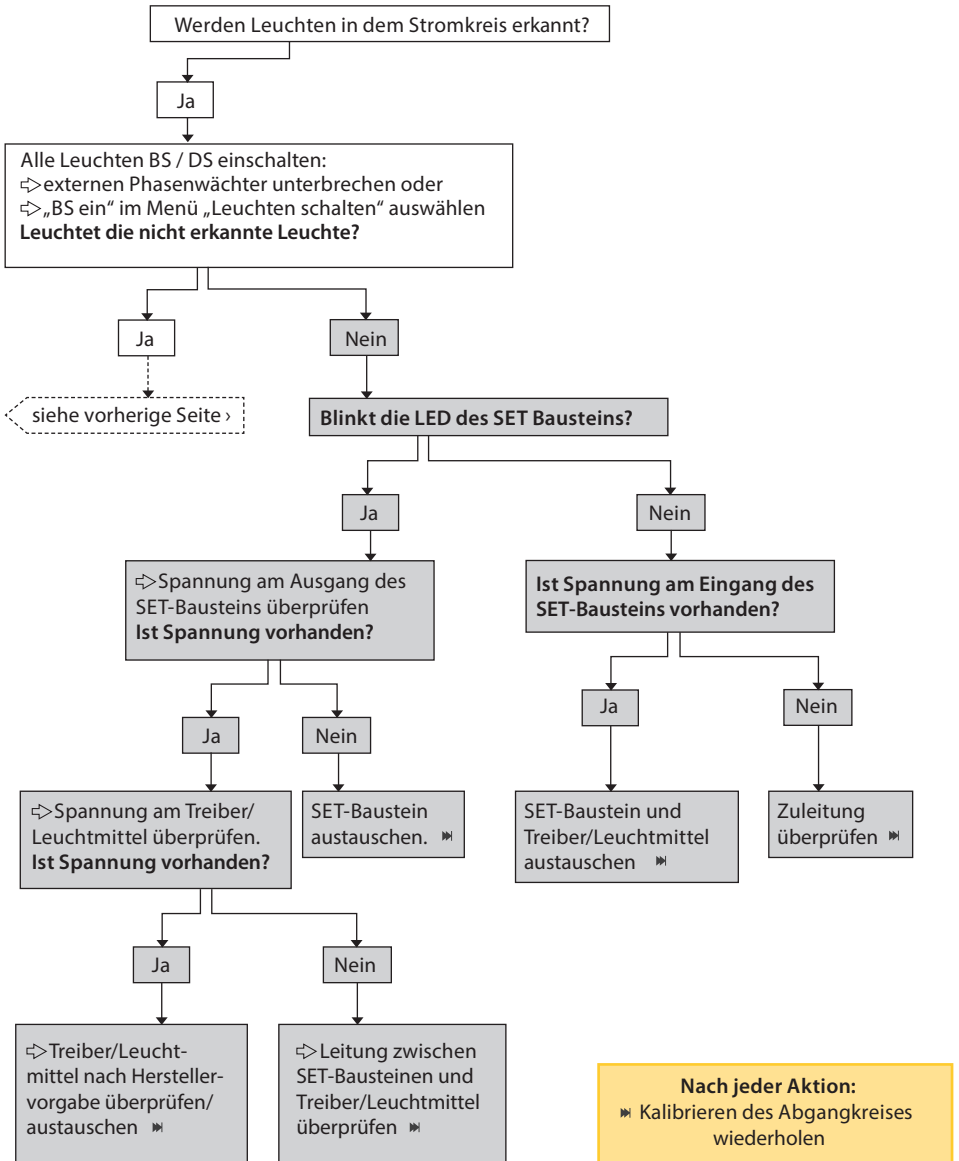 Werden Leuchten in dem Stromkreis erkannt?
Ja
Alle Leuchten BS / DS einschalten:
⇨externen Phasenwächter unterbrechen oder
⇨„BS ein“ im Menü „Leuchten schalten“ auswählen
Leuchtet die nicht erkannte Leuchte?
Ja
Nein
siehe vorherige Seite ›
Blinkt die LED des SET Bausteins?
Ja
Nein
⇨Spannung am Ausgang des
SET-Bausteins überprüfen
Ist Spannung vorhanden?
Ist Spannung am Eingang des
SET-Bausteins vorhanden?
Ja
Nein
Ja
Nein
⇨Spannung am Treiber/
Leuchtmittel überprüfen.
Ist Spannung vorhanden?
SET-Baustein
austauschen. ⏭
SET-Baustein und
Treiber/Leuchtmittel
austauschen ⏭
Zuleitung
überprüfen ⏭
Ja
Nein
⇨Treiber/Leucht-
mittel nach Hersteller-
vorgabe überprüfen/
austauschen ⏭
⇨Leitung zwischen
SET-Bausteinen und
Treiber/Leuchtmittel
überprüfen ⏭
Nach jeder Aktion:
⏭ Kalibrieren des Abgangkreises
wiederholen